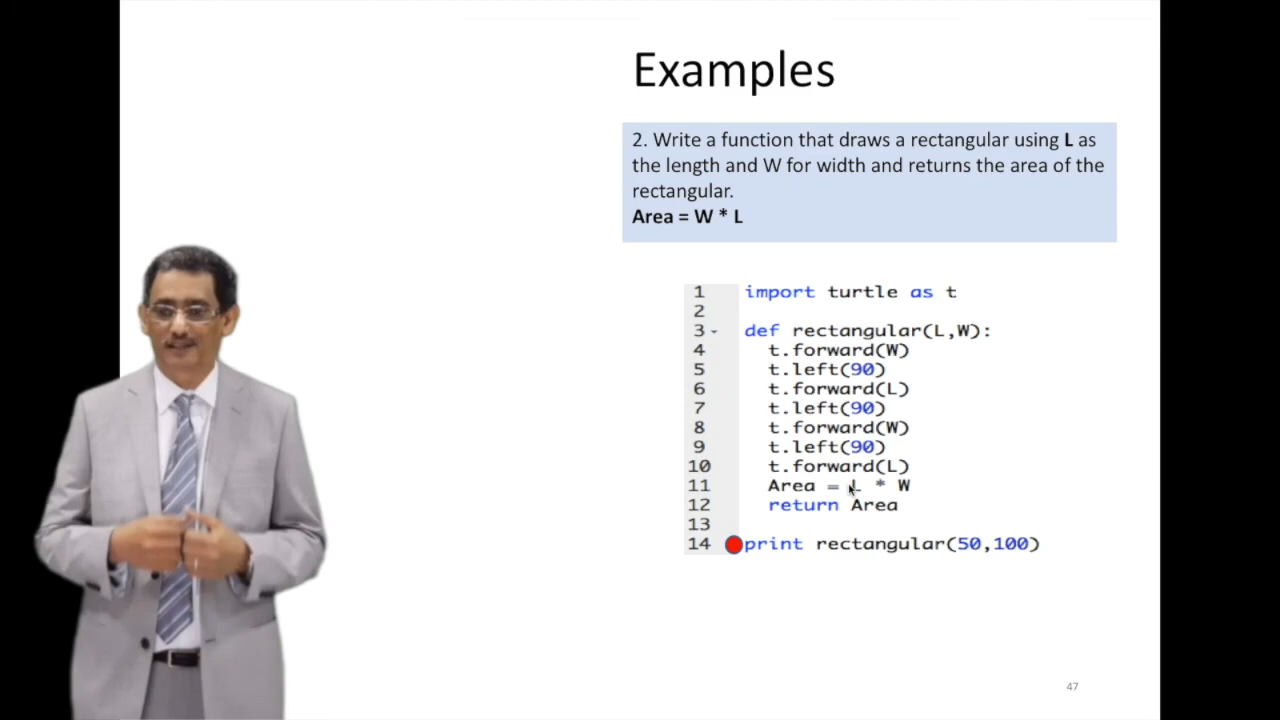 Examples
2. Write a function that draws a rectangular using L as
the length and W for width and returns the area of the
rectangular.
Area = W * L
1 import turtle as t
2
3 def rectangular(L,W):
4 t.forward(W)
5 t.left(90)
6 t.forward(L)
7 t.left(90)
8 t.forward(W)
9 t.left(90)
10 t.forward(L)
11 Area = L * W
12 return Area
13
14 print rectangular(50,100)
47